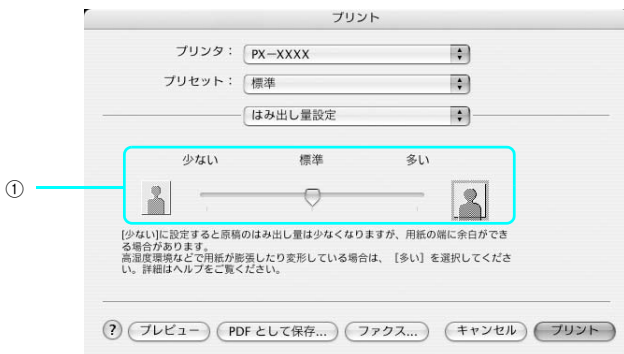 プリント
プリンタ： PX-XXXX
プリセット： 標準
はみ出し量設定
少ない 標準 多い
①
[少ない]に設定すると原稿のはみ出し量は少なくなりますが、用紙の端に余白ができ
る場合があります。
高湿度環境などで用紙が膨張したり変形している場合は、［多い］を選択してくださ
い。詳細はヘルプをご覧ください。
? プレビュー PDF として保存... ファクス... キャンセル プリント